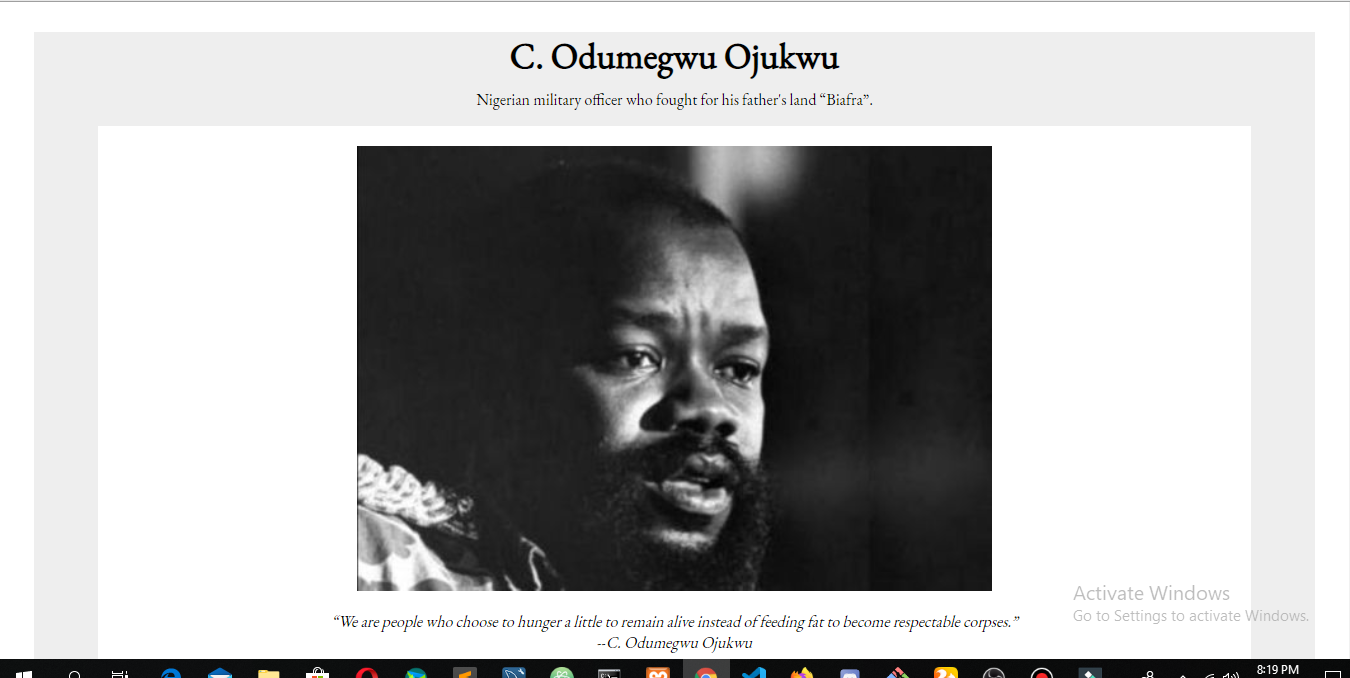 C. Odumegwu Ojukwu
Nigerian military officer who fought for his father's land “Biafra”.
“We are people who choose to hunger a little to remain alive instead of feeding fat to become respectable corpses.”
--C. Odumegwu Ojukwu
Activate Windows
Go to Settings to activate Windows.
8:19 PM